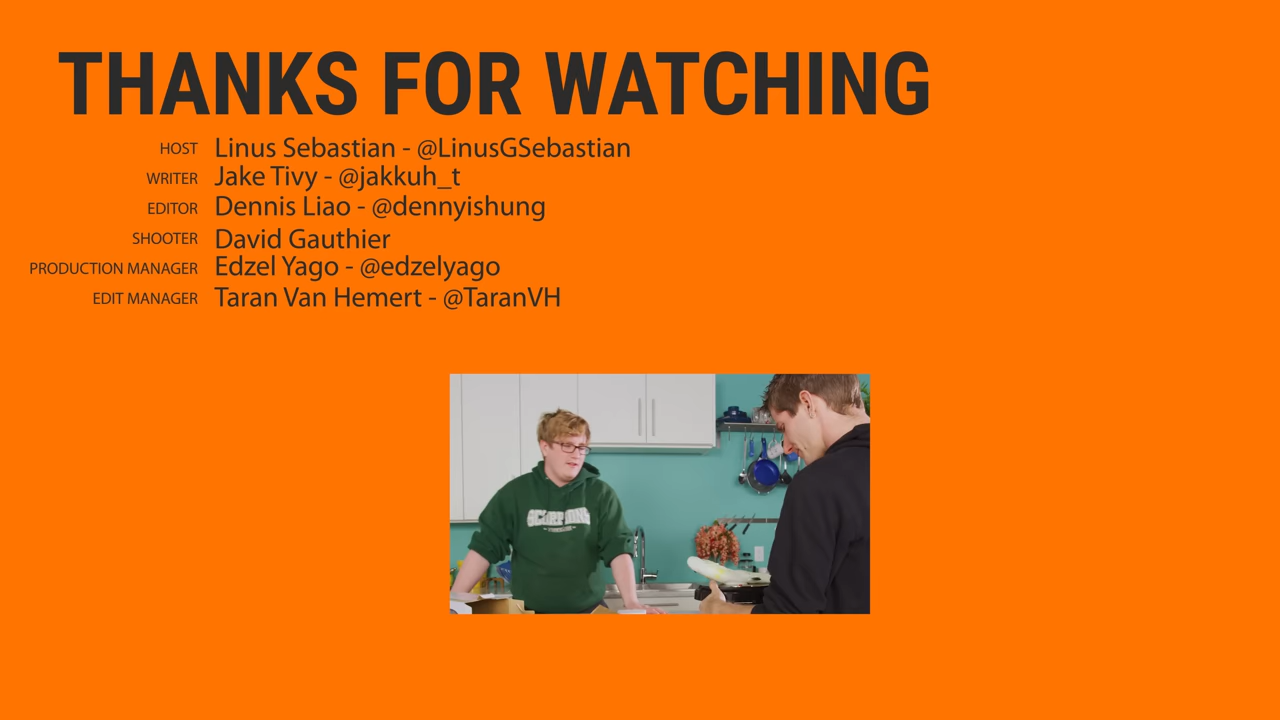 THANKS FOR WATCHING
HOST Linus Sebastian - @LinusGSebastian
WRITER Jake Tivy - @jakkuh_t
EDITOR Dennis Liao - @dennyishung
SHOOTER David Gauthier
PRODUCTION MANAGER Edzel Yago - @edzelyago
EDIT MANAGER Taran Van Hemert - @TaranVH
SCORPIONS